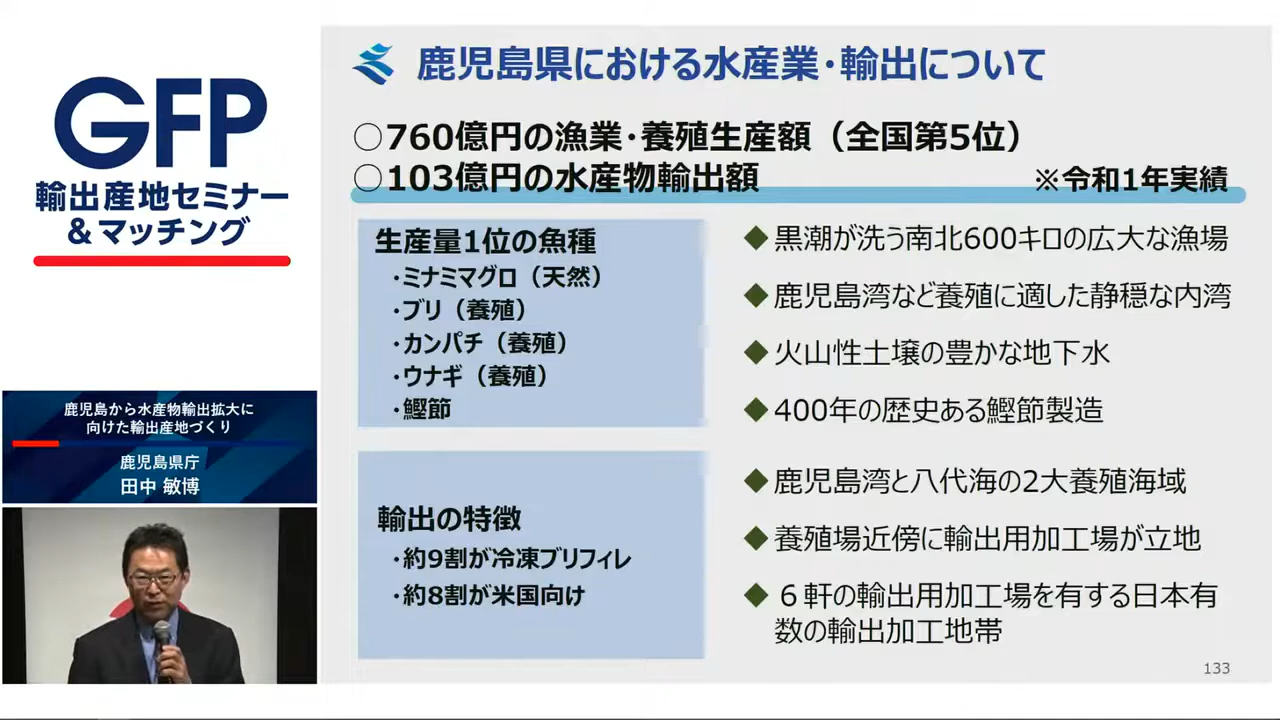 GFP
輸出産地セミナー
&マッチング
鹿児島から水産物輸出拡大に
向けた輸出産地づくり
鹿児島県庁
田中 敏博
鹿児島県における水産業・輸出について
○760億円の漁業・養殖生産額（全国第5位）
○103億円の水産物輸出額
※令和1年実績
生産量1位の魚種
・ミナミマグロ（天然）
・ブリ（養殖）
・カンパチ（養殖）
・ウナギ（養殖）
・鰹節
◆黒潮が洗う南北600キロの広大な漁場
◆鹿児島湾など養殖に適した静穏な内湾
◆火山性土壌の豊かな地下水
◆400年の歴史ある鰹節製造
輸出の特徴
・約9割が冷凍ブリフィレ
・約8割が米国向け
◆鹿児島湾と八代海の2大養殖海域
◆養殖場近傍に輸出用加工場が立地
◆６軒の輸出用加工場を有する日本有
数の輸出加工地帯
133